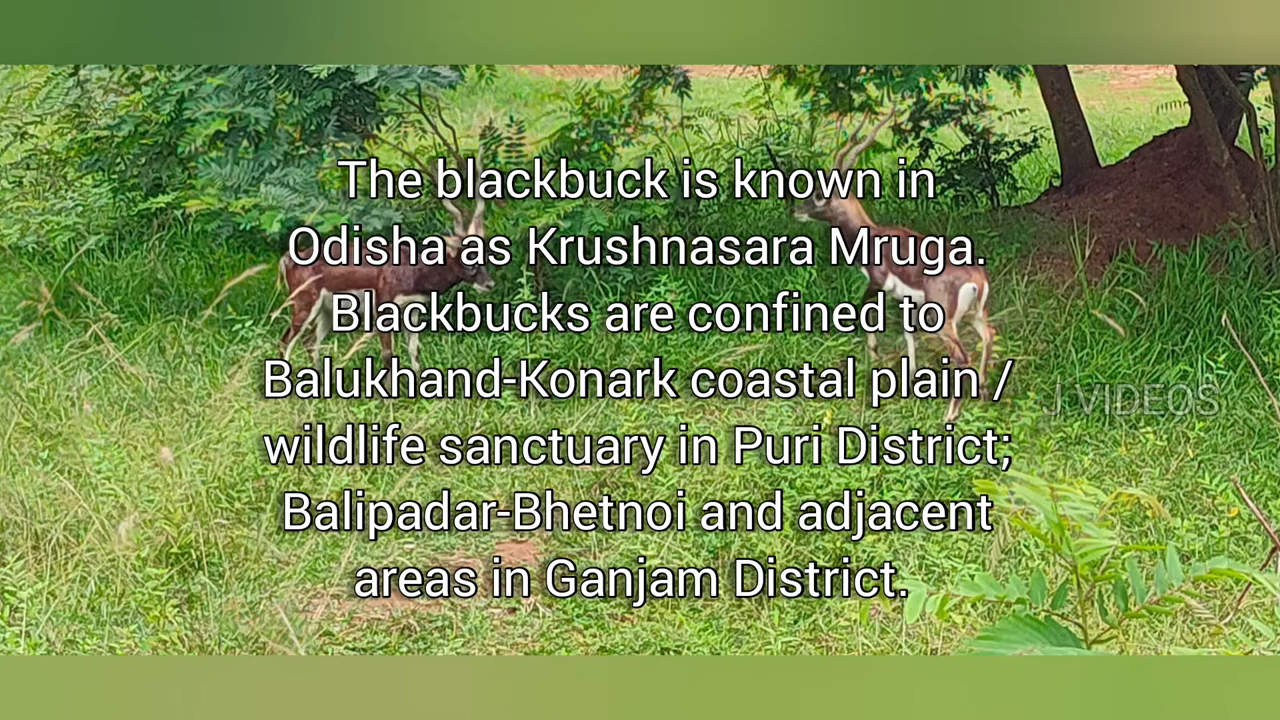 The blackbuck is known in
Odisha as Krushnasara Mruga.
Blackbucks are confined to
Balukhand-Konark coastal plain /
wildlife sanctuary in Puri District;
Balipadar-Bhetnoi and adjacent
areas in Ganjam District.
J VIDEOS